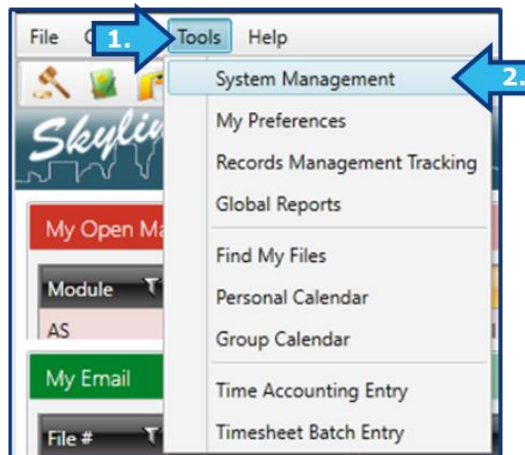 File
1.
Tools
Help
System Management
2.
My Preferences
Records Management Tracking
Global Reports
My Open
Find My Files
Module
Personal Calendar
AS
Group Calendar
My Email
Time Accounting Entry
File #
Timesheet Batch Entry